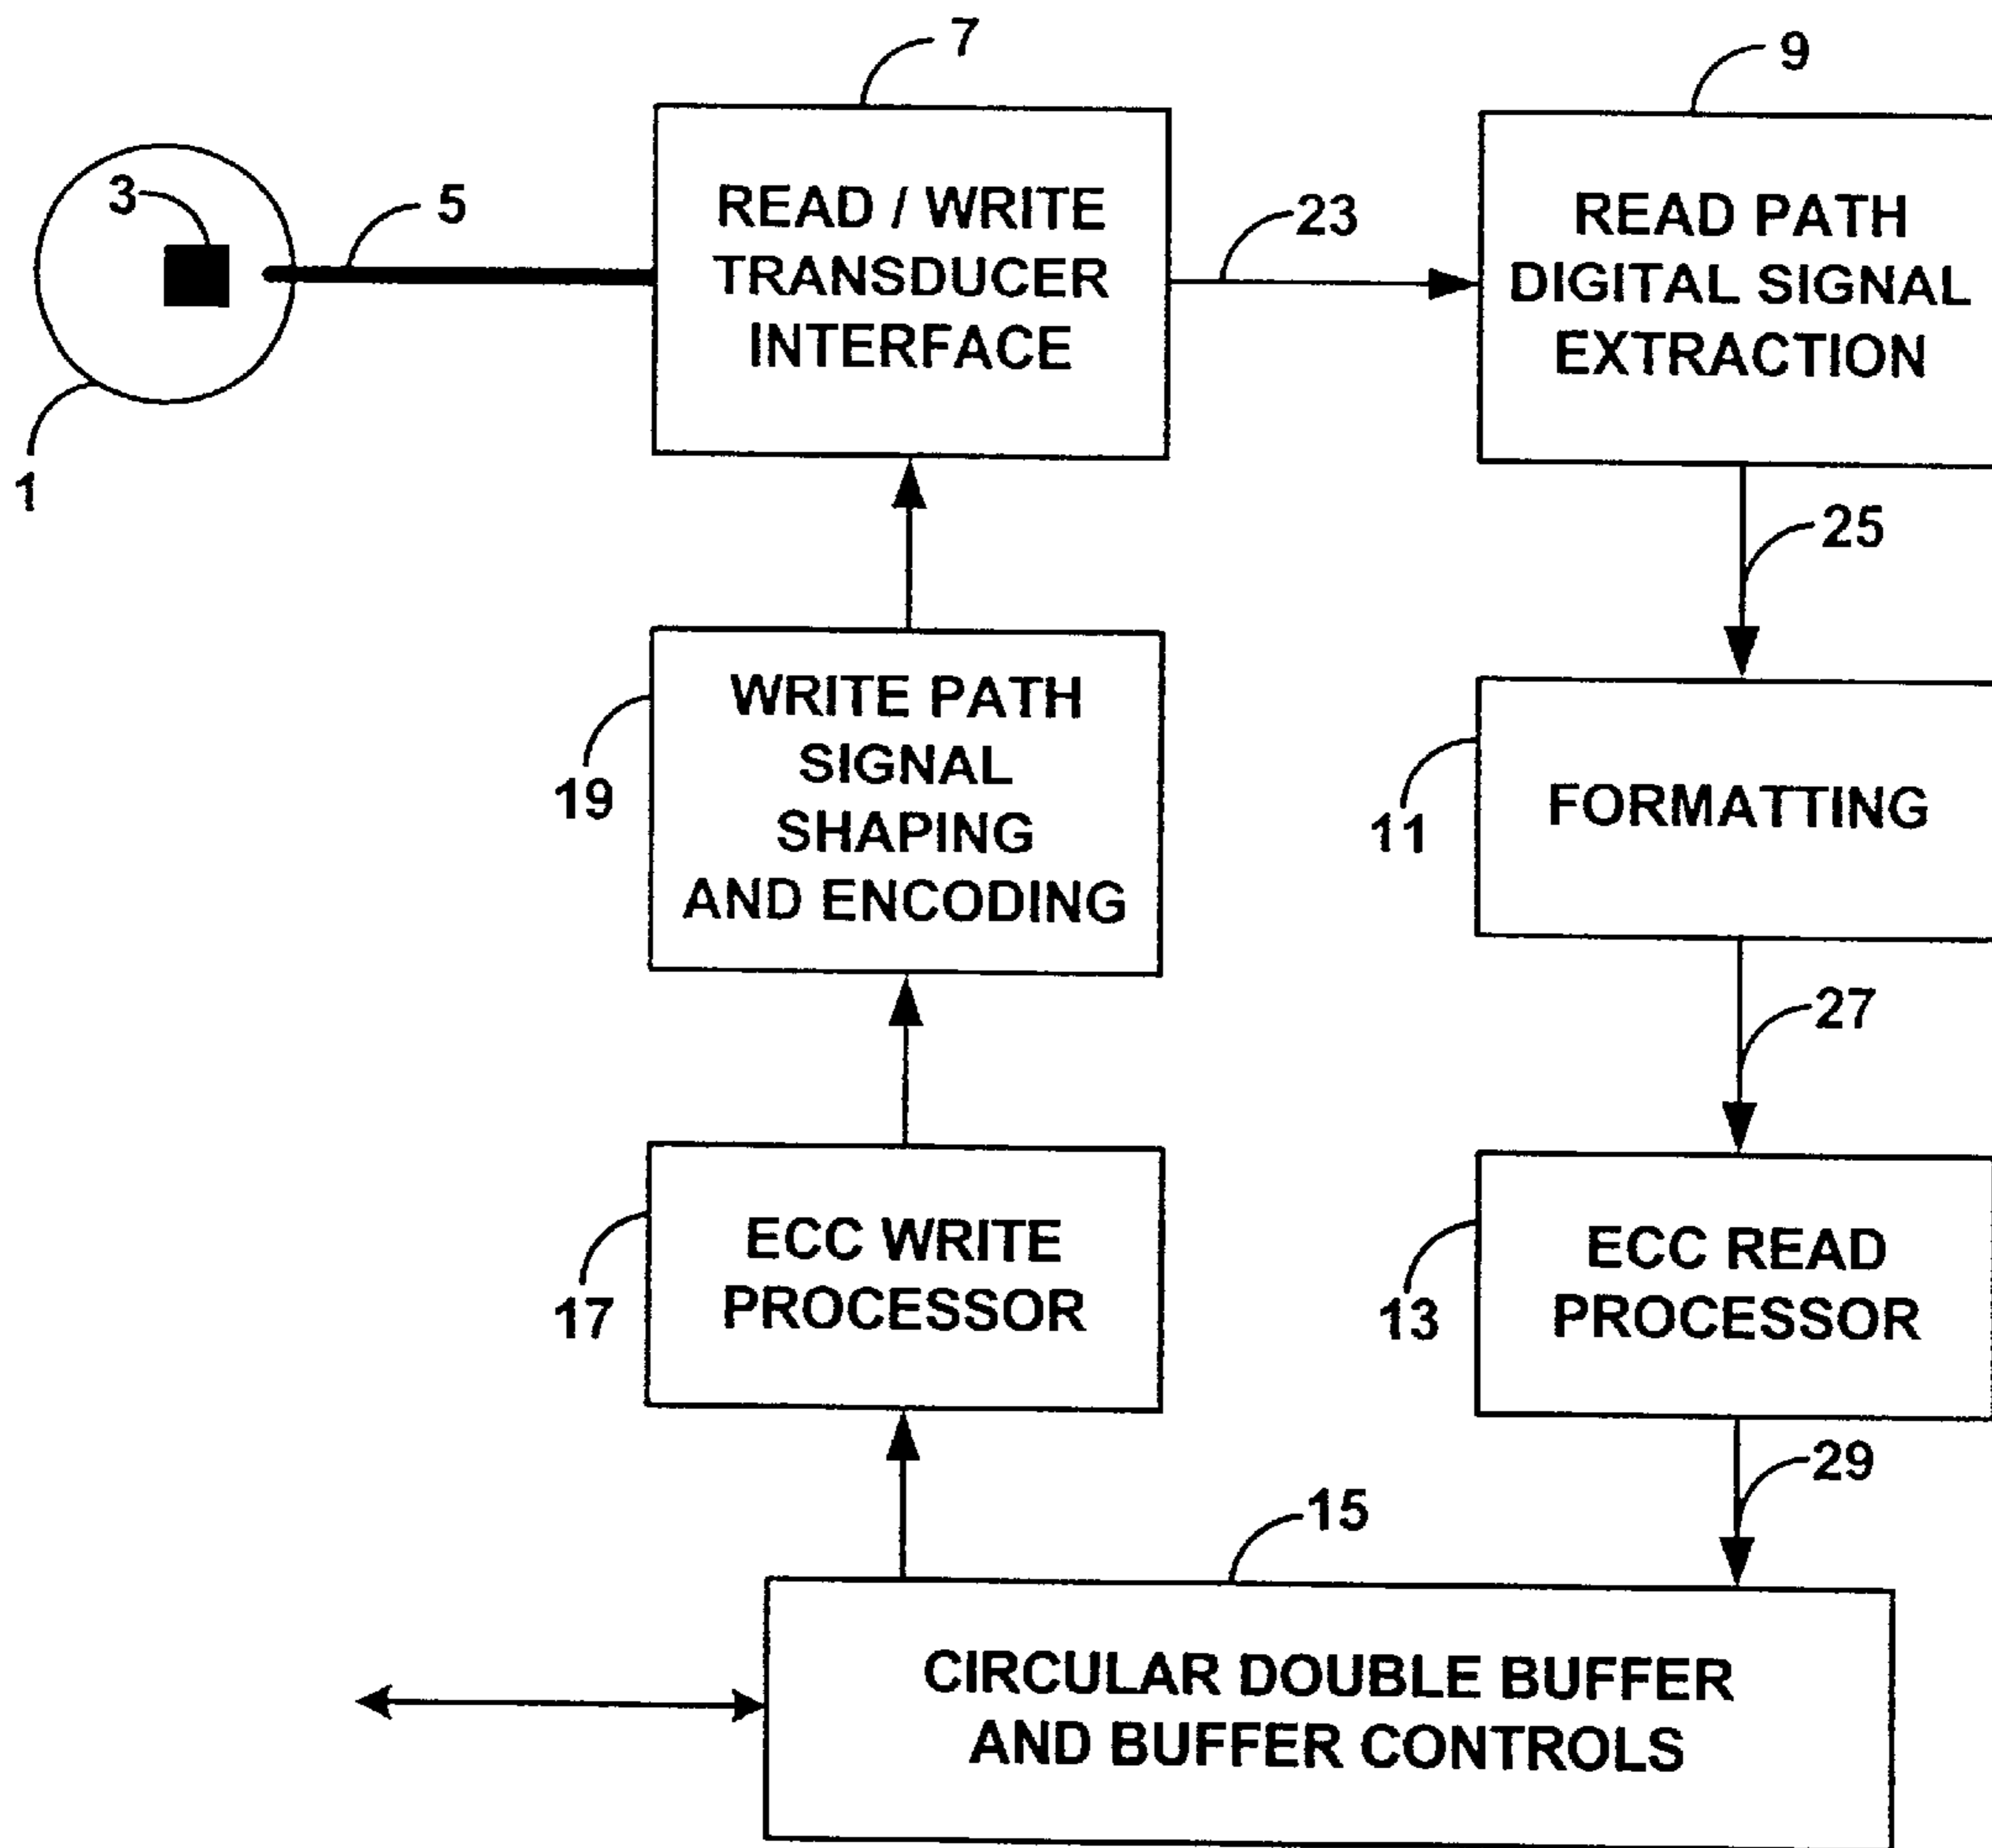 7
9
3
5
READ / WRITE
TRANSDUCER
INTERFACE
23
READ PATH
DIGITAL SIGNAL
EXTRACTION
1
25
WRITE PATH
SIGNAL
SHAPING
AND ENCODING
19
FORMATTING
11
27
ECC WRITE
PROCESSOR
17
ECC READ
PROCESSOR
13
29
15
CIRCULAR DOUBLE BUFFER
AND BUFFER CONTROLS